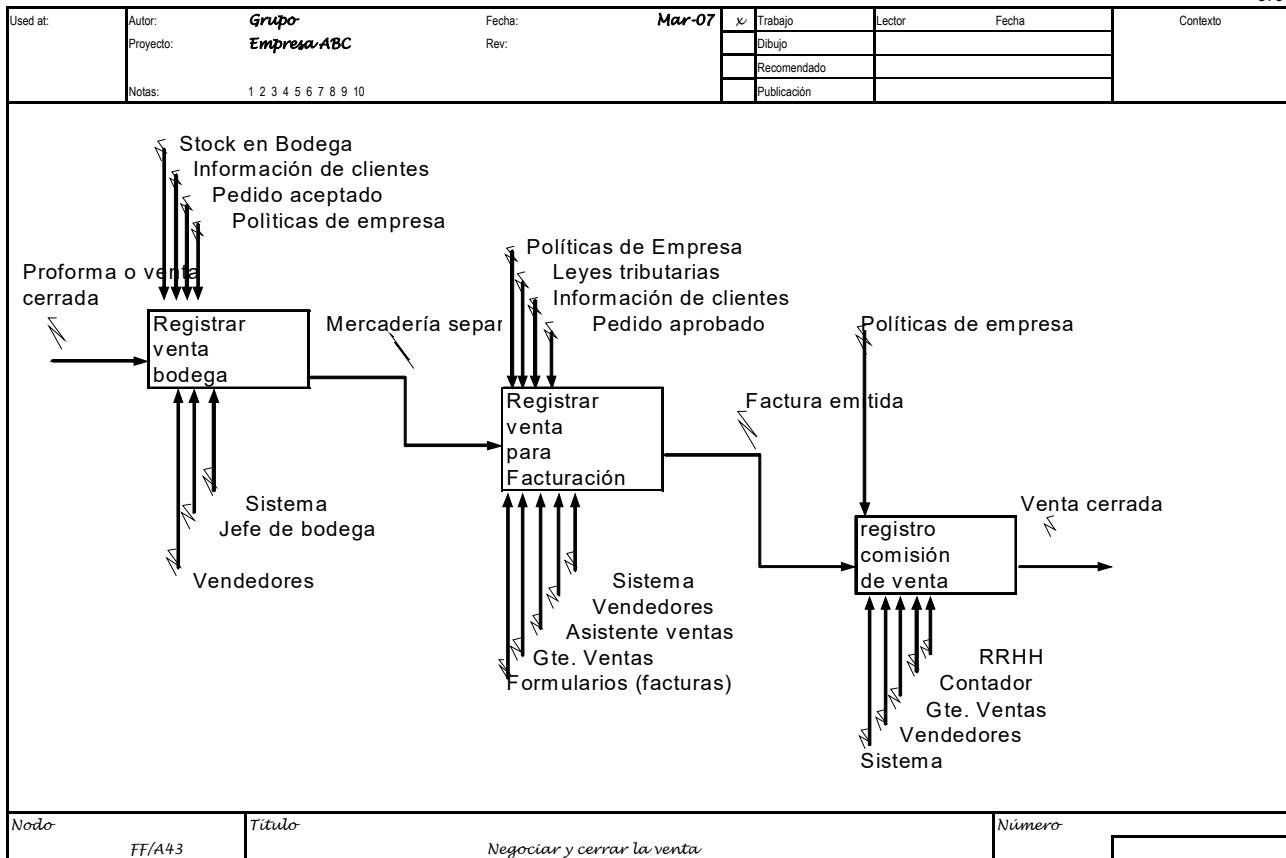 Used at:
Autor: Grupo Fecha: Mar-07 x Trabajo Lector Fecha Contexto
Proyecto: Empresa ABC Rev: Dibujo
Recomendado
Notas: 1 2 3 4 5 6 7 8 9 10 Publicación
Stock en Bodega
Información de clientes
Pedido aceptado
Polìticas de empresa
Proforma o venta
cerrada
Registrar
venta
bodega
Mercadería separ
Sistema
Jefe de bodega
Vendedores
Políticas de Empresa
Leyes tributarias
Información de clientes
Pedido aprobado
Registrar
venta
para
Facturación
Factura emitida
Sistema
Vendedores
Asistente ventas
Gte. Ventas
Formularios (facturas)
Políticas de empresa
registro
comisión
de venta
Venta cerrada
RRHH
Contador
Gte. Ventas
Vendedores
Sistema
Nodo Título Número
FF/A43 Negociar y cerrar la venta